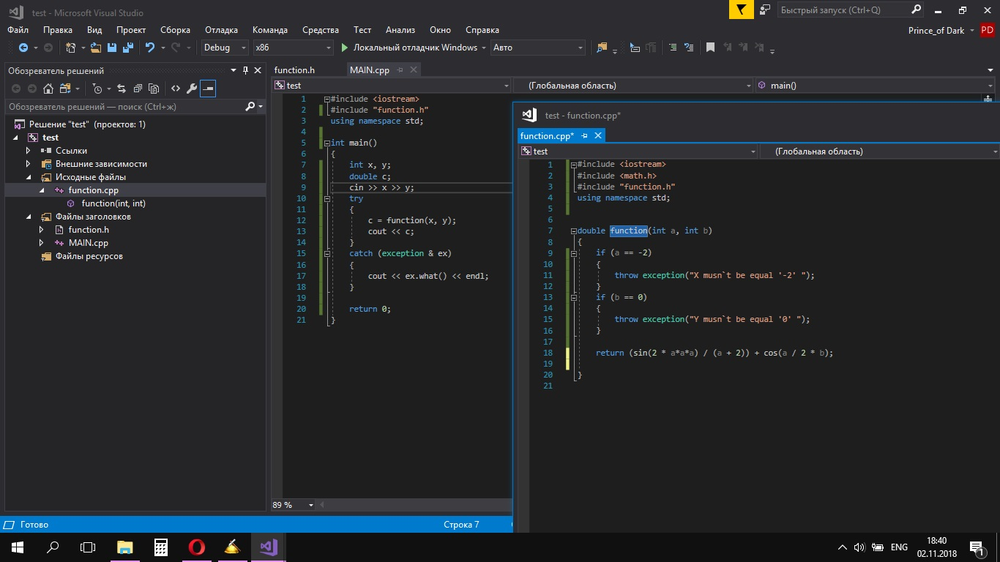 test - Microsoft Visual Studio
Быстрый запуск (Ctrl+Q)
Файл Правка Вид Проект Сборка Отладка Команда Средства Тест Анализ Окно Справка
Prince_of Dark PD
Debug x86 Локальный отладчик Windows Авто
Обозреватель решений
Обозреватель решений — поиск (Ctrl+ж)
Решение "test" (проектов: 1)
test
Ссылки
Внешние зависимости
Исходные файлы
function.cpp
function(int, int)
Файлы заголовков
function.h
MAIN.cpp
Файлы ресурсов
function.h MAIN.cpp
test (Глобальная область) main()
1 #include <iostream>
2 #include "function.h"
3 using namespace std;
4
5 int main()
6 {
7 int x, y;
8 double c;
9 cin >> x >> y;
10 try
11 {
12 c = function(x, y);
13 cout << c;
14 }
15 catch (exception & ex)
16 {
17 cout << ex.what() << endl;
18 }
19
20 return 0;
21 }
89 %
test - function.cpp*
function.cpp*
test (Глобальная область)
1 #include <iostream>
2 #include <math.h>
3 #include "function.h"
4 using namespace std;
5
6
7 double function(int a, int b)
8 {
9 if (a == -2)
10 {
11 throw exception("X musn`t be equal '-2' ");
12 }
13 if (b == 0)
14 {
15 throw exception("Y musn`t be equal '0' ");
16 }
17
18 return (sin(2 * a*a*a) / (a + 2)) + cos(a / 2 * b);
19
20 }
21
Готово Строка 7
ENG
18:40
02.11.2018
1